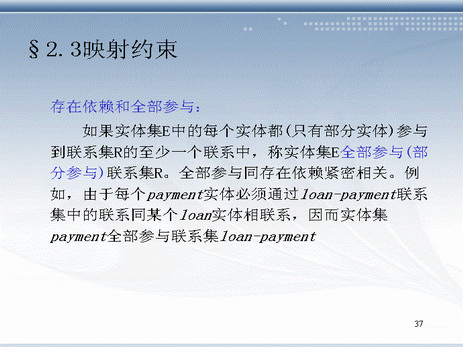 §2.3映射约束
存在依赖和全部参与:
如果实体集E中的每个实体都(只有部分实体)参与
到联系集R的至少一个联系中，称实体集E全部参与(部
分参与)联系集R。全部参与同存在依赖紧密相关。例
如，由于每个payment实体必须通过loan-payment联系
集中的联系同某个loan实体相联系，因而实体集
payment全部参与联系集loan-payment
37